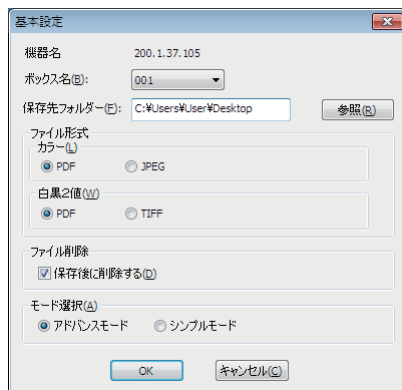 基本設定
機器名 200.1.37.105
ボックス名(B): 001
保存先フォルダー(F): C:¥Users¥User¥Desktop 参照(R)
ファイル形式
カラー(L)
PDF JPEG
白黒2値(W)
PDF TIFF
ファイル削除
保存後に削除する(D)
モード選択(A)
アドバンスモード シンプルモード
OK キャンセル(C)